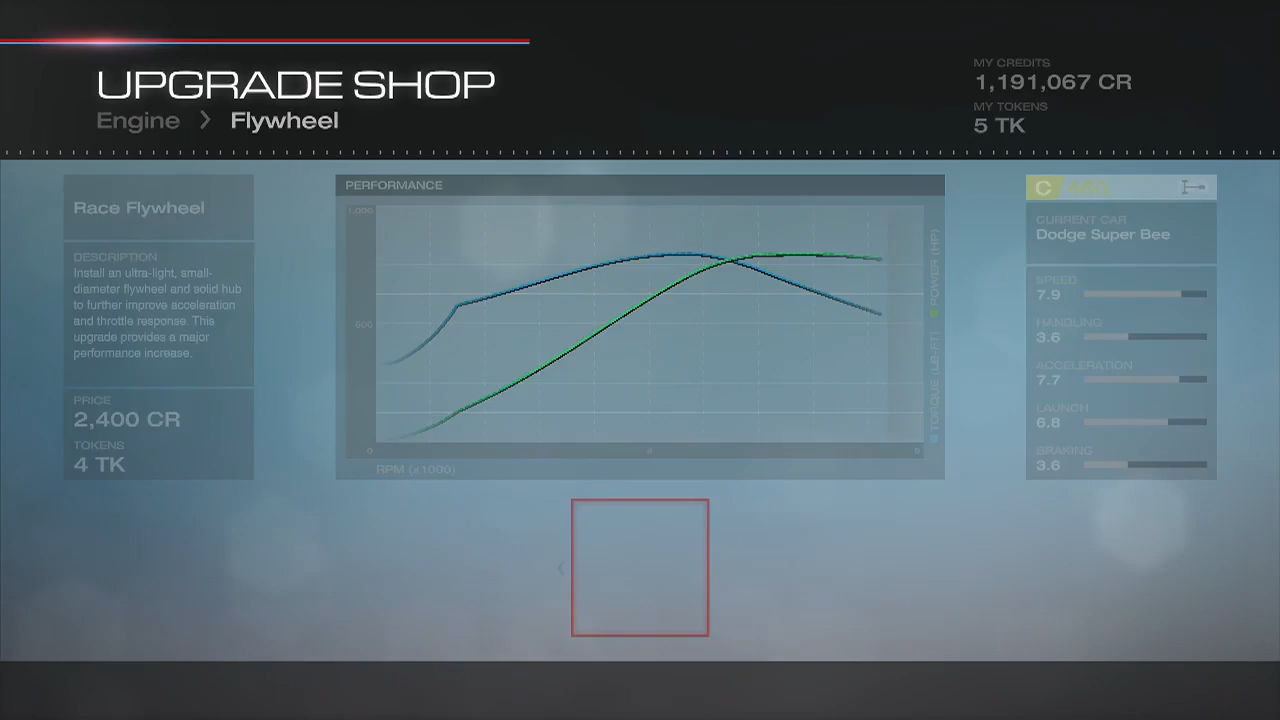 UPGRADE SHOP
Engine > Flywheel
MY CREDITS
1,191,067 CR
MY TOKENS
5 TK
Race Flywheel
DESCRIPTION
Install an ultra-light, small-
diameter flywheel and solid hub
to further improve acceleration
and throttle response. This
upgrade provides a major
performance increase.
PRICE
2,400 CR
TOKENS
4 TK
PERFORMANCE
1,000
500
0
RPM (x1000)
POWER (HP)
TORQUE (LB-FT)
C
CURRENT CAR
Dodge Super Bee
SPEED
7.9
HANDLING
3.6
ACCELERATION
7.7
LAUNCH
6.8
BRAKING
3.6